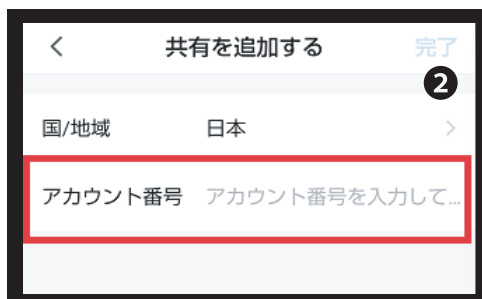 < 共有を追加する 完了
❷
国/地域 日本 >
アカウント番号 アカウント番号を入力して...